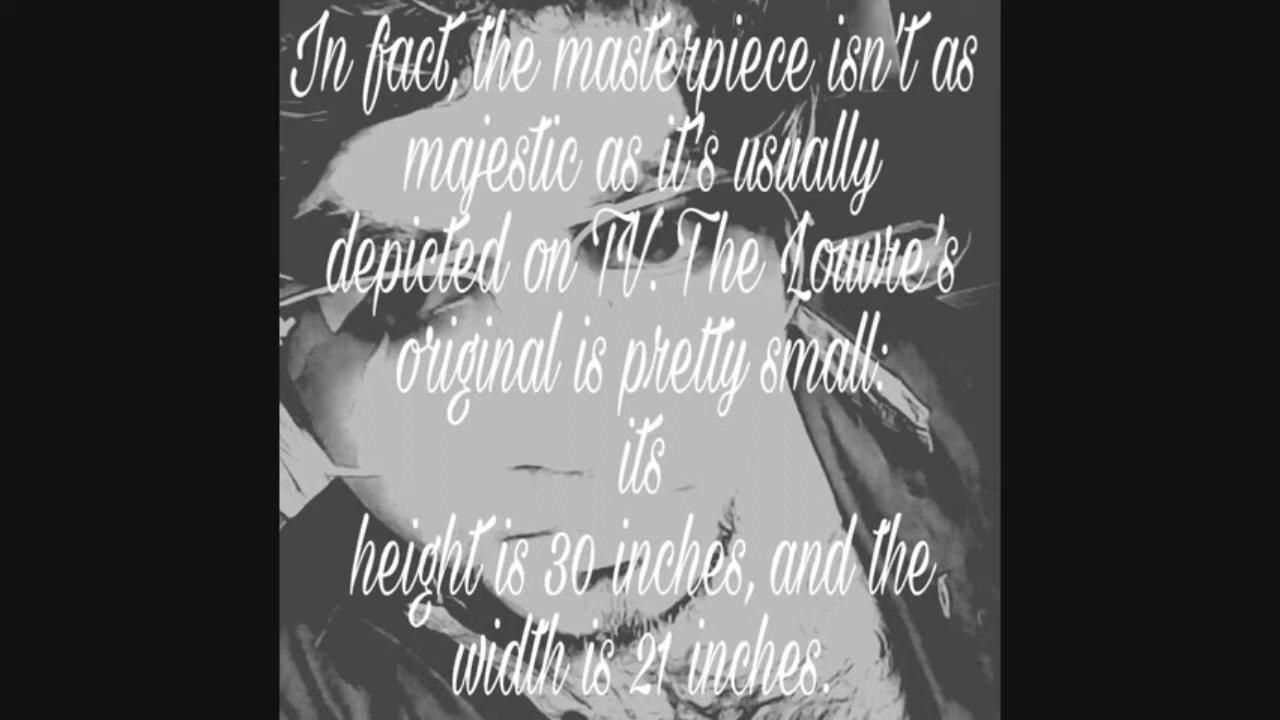 In fact, the masterpiece isn't as
majestic as it's usually
depicted on TV. The Louvre's
original is pretty small:
its
height is 30 inches, and the
width is 21 inches.